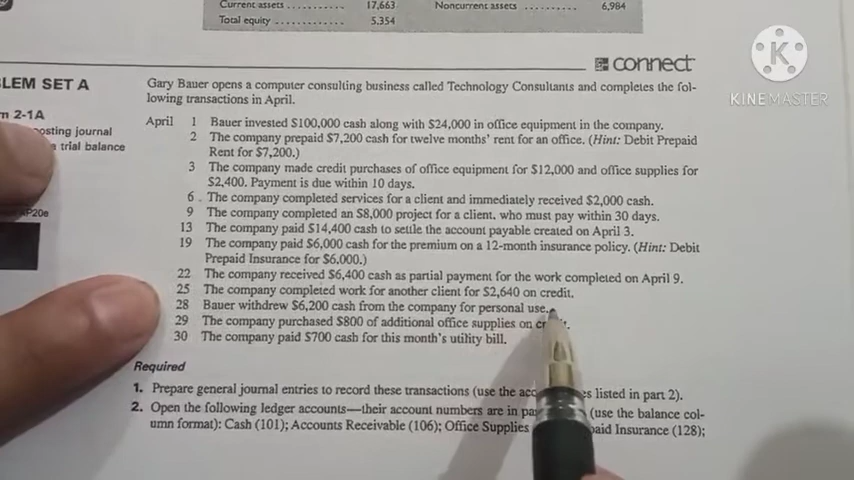 Current assets ........... 17,663 Noncurrent assets .......... 6,984
Total equity ............. 5,354
connect
KINEMASTER
LEM SET A
2-1A
posting journal
a trial balance
P20e
Gary Bauer opens a computer consulting business called Technology Consultants and completes the fol-
lowing transactions in April.
April 1 Bauer invested $100,000 cash along with $24,000 in office equipment in the company.
2 The company prepaid $7,200 cash for twelve months' rent for an office. (Hint: Debit Prepaid
Rent for $7,200.)
3 The company made credit purchases of office equipment for $12,000 and office supplies for
$2,400. Payment is due within 10 days.
6 The company completed services for a client and immediately received $2,000 cash.
9 The company completed an $8,000 project for a client, who must pay within 30 days.
13 The company paid $14,400 cash to settle the account payable created on April 3.
19 The company paid $6,000 cash for the premium on a 12-month insurance policy. (Hint: Debit
Prepaid Insurance for $6,000.)
22 The company received $6,400 cash as partial payment for the work completed on April 9.
25 The company completed work for another client for $2,640 on credit.
28 Bauer withdrew $6,200 cash from the company for personal use.
29 The company purchased $800 of additional office supplies on
30 The company paid $700 cash for this month's utility bill.
Required
1. Prepare general journal entries to record these transactions (use the listed in part 2).
2. Open the following ledger accounts—their account numbers are in (use the balance col-
umn format): Cash (101); Accounts Receivable (106); Office Supplies Insurance (128);